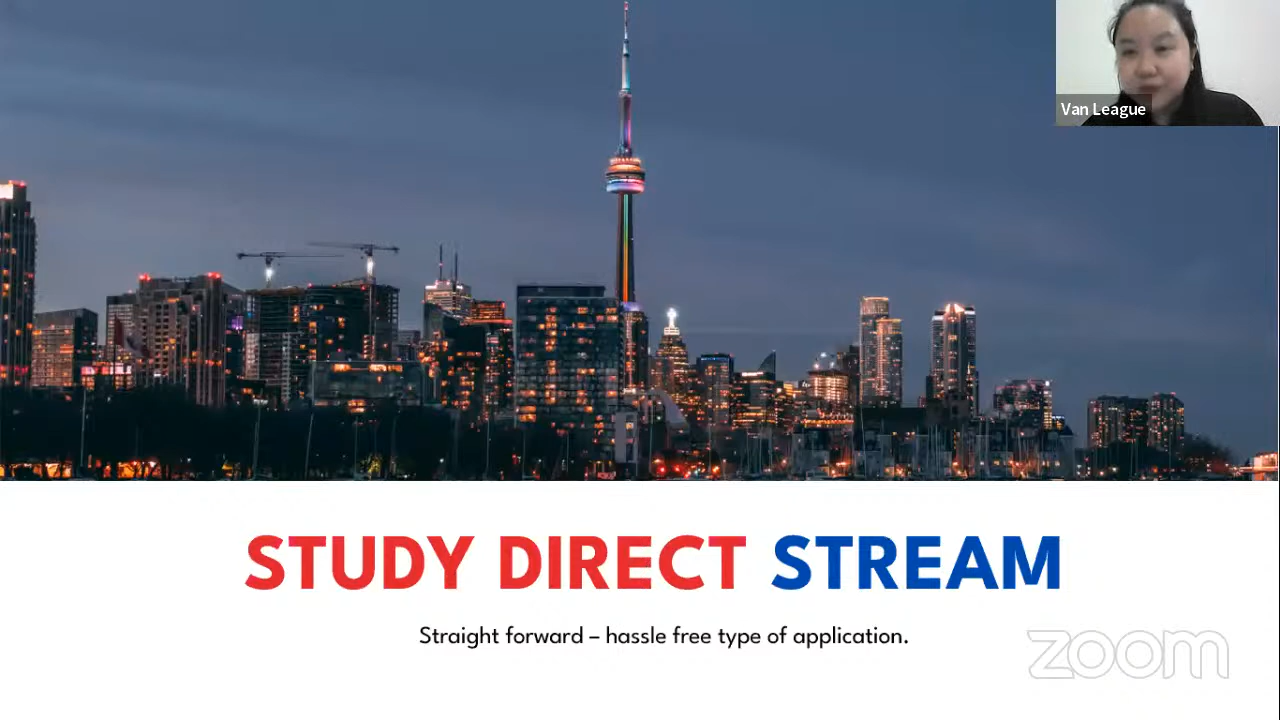 Van League
STUDY DIRECT STREAM
Straight forward – hassle free type of application.
zoom